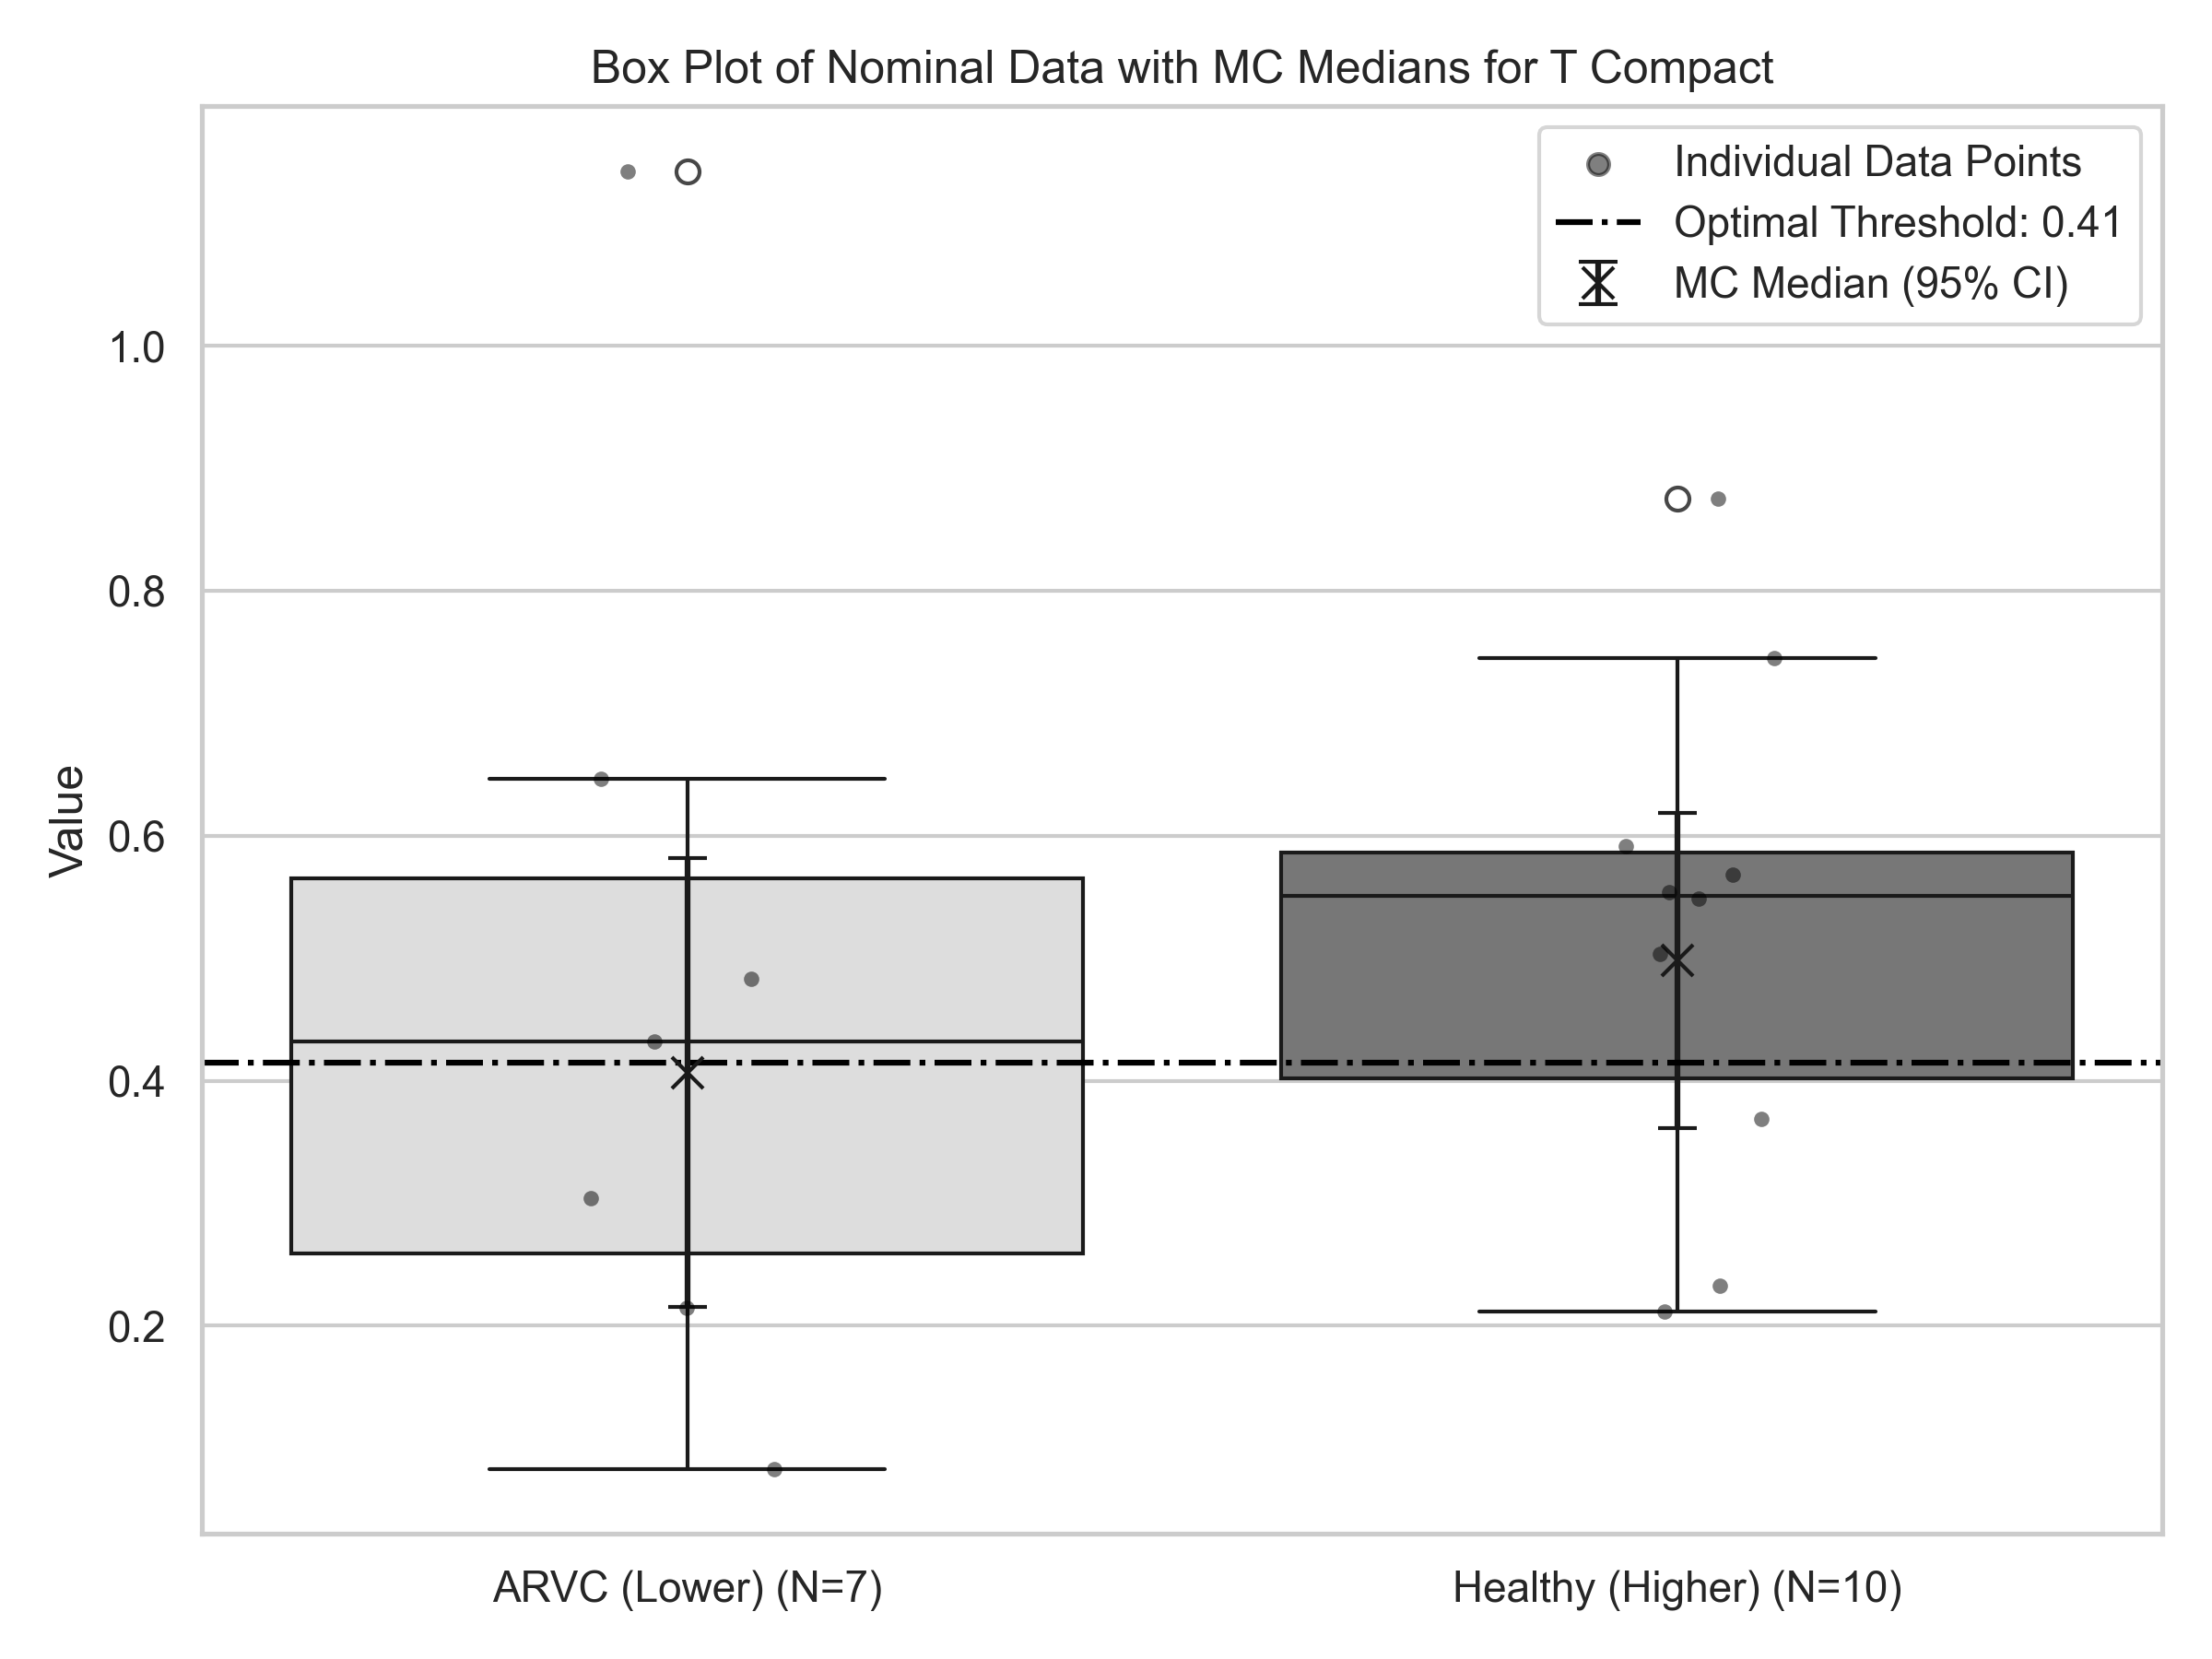 Box Plot of Nominal Data with MC Medians for T Compact
Individual Data Points
Optimal Threshold: 0.41
MC Median (95% CI)
Value
1.0
0.8
0.6
0.4
0.2
ARVC (Lower) (N=7)
Healthy (Higher) (N=10)